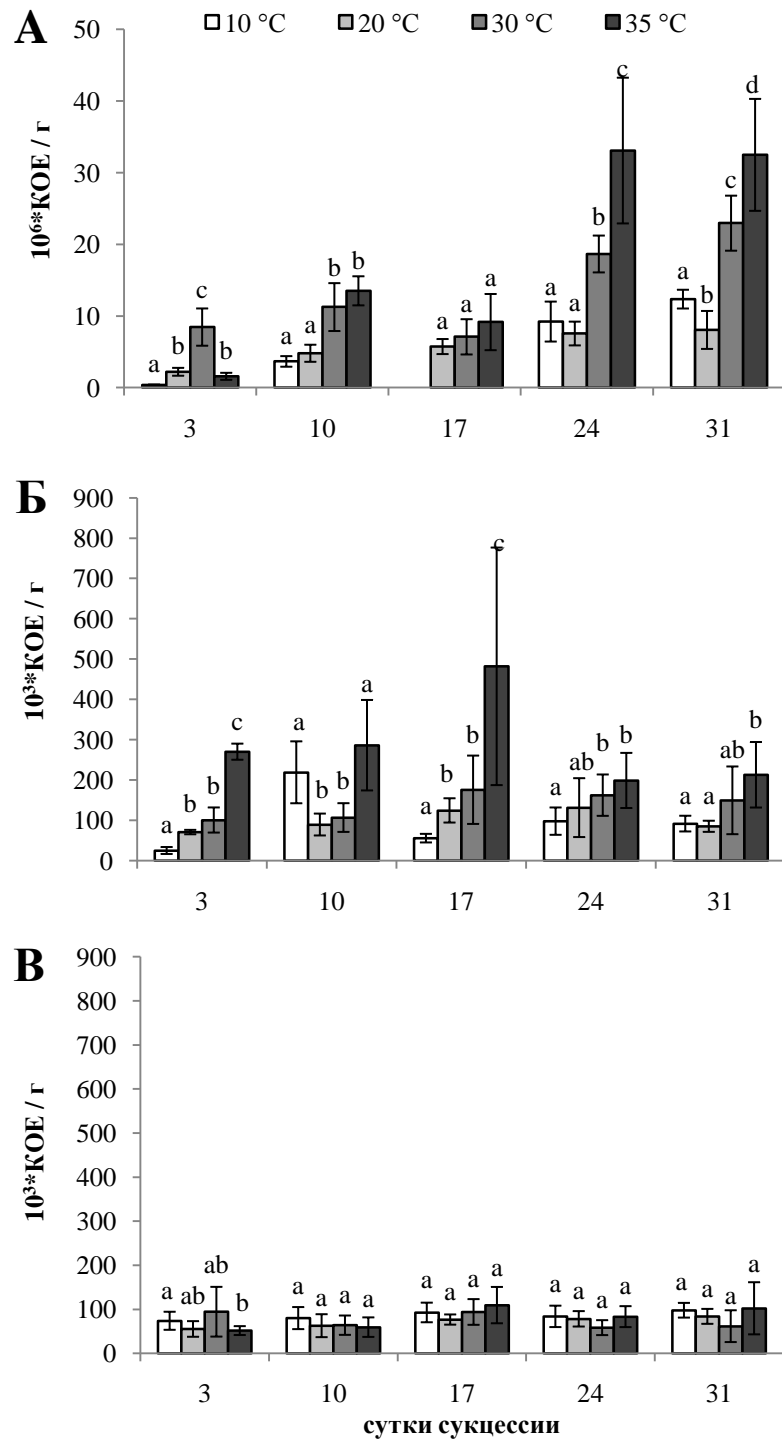 А
10 °C 20 °C 30 °C 35 °C
10⁶*КОЕ / г
50
40
30
20
10
0
a b c b
a a b b
a a a
a a b c
a b c d
3 10 17 24 31
Б
10³*КОЕ / г
900
800
700
600
500
400
300
200
100
0
a b b c
a b b a
a b b c
a ab b b
a a ab b
3 10 17 24 31
В
10³*КОЕ / г
900
800
700
600
500
400
300
200
100
0
a ab ab b
a a a a
a a a a
a a a a
a a a a
3 10 17 24 31
сутки сукцессии